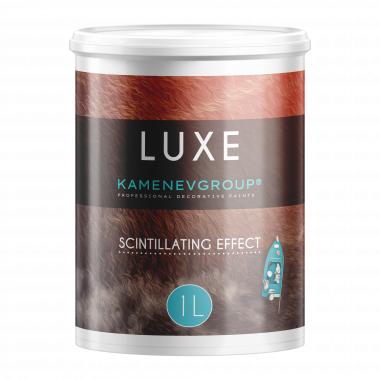 LUXE
KAMENEVGROUP®
PROFESSIONAL DECORATIVE PAINTS
SCINTILLATING EFFECT
1L